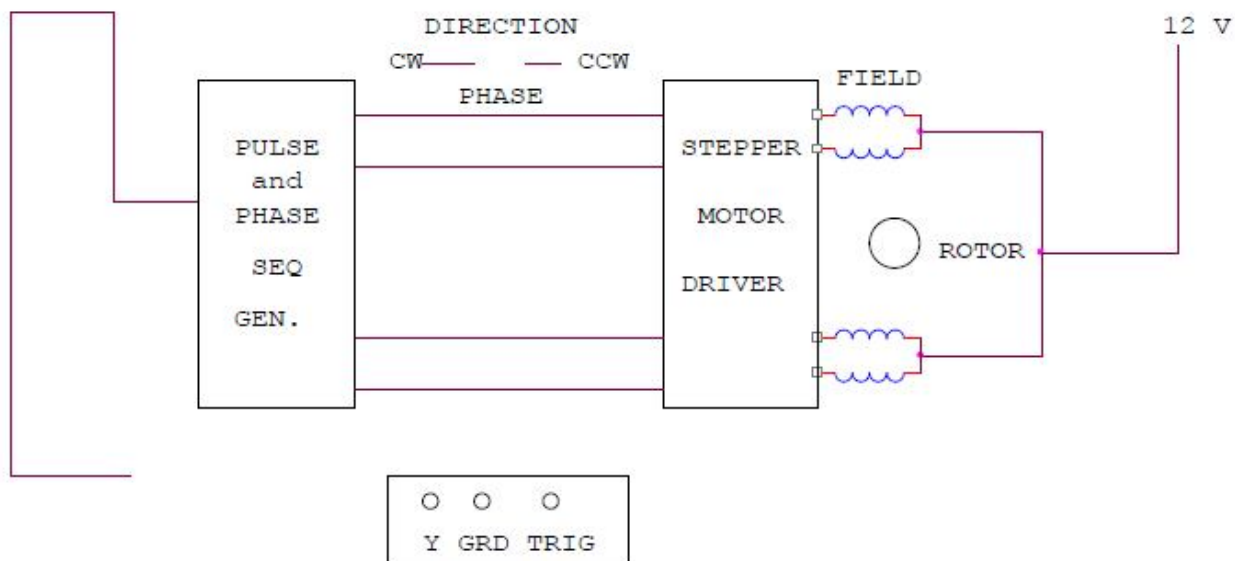 12 V
DIRECTION
CW CCW
PHASE
FIELD
PULSE
and
PHASE
SEQ
GEN.
STEPPER
MOTOR
DRIVER
ROTOR
Y GRD TRIG